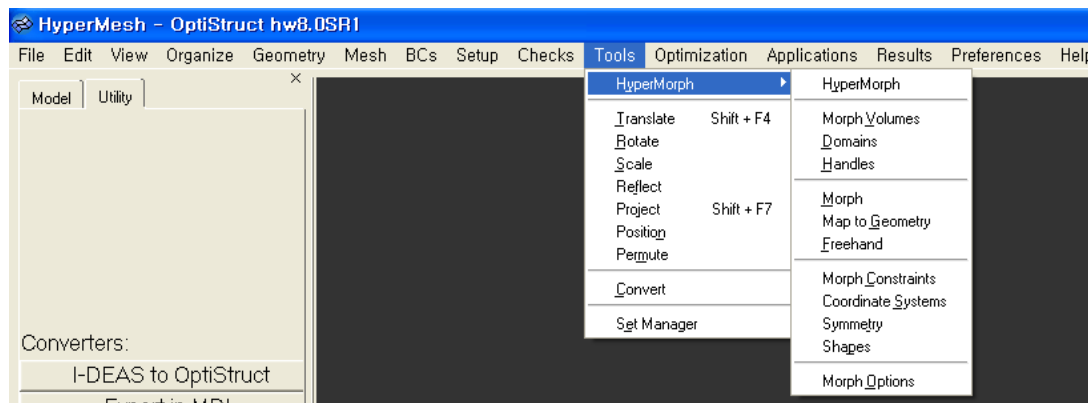 HyperMesh - OptiStruct hw8.0SR1
File Edit View Organize Geometry Mesh BCs Setup Checks Tools Optimization Applications Results Preferences Help
Model Utility
HyperMorph
Translate Shift + F4
Rotate
Scale
Reflect
Project Shift + F7
Position
Permute
Convert
Set Manager
HyperMorph
Morph Volumes
Domains
Handles
Morph
Map to Geometry
Freehand
Morph Constraints
Coordinate Systems
Symmetry
Shapes
Morph Options
Converters:
I-DEAS to OptiStruct